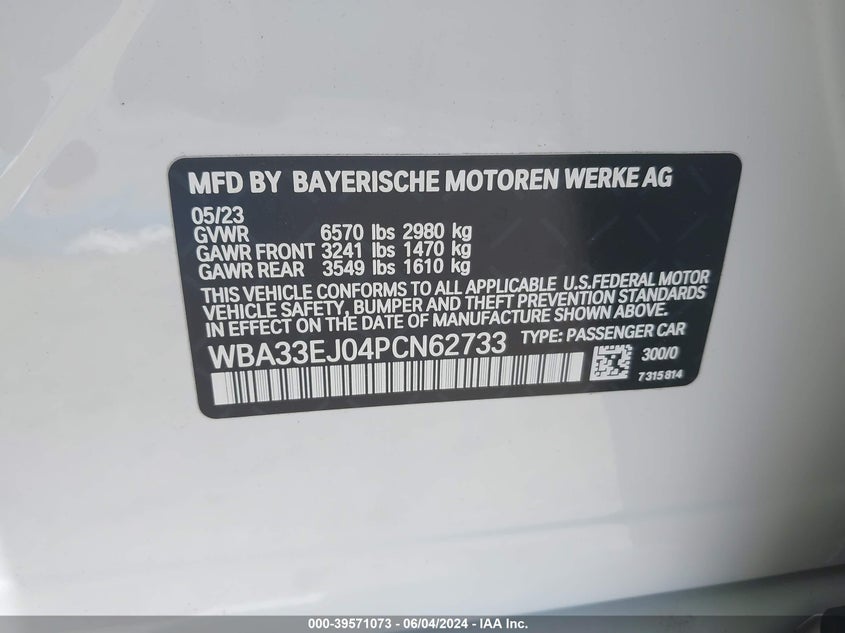 MFD BY BAYERISCHE MOTOREN WERKE AG
05/23
GVWR 6570 lbs 2980 kg
GAWR FRONT 3241 lbs 1470 kg
GAWR REAR 3549 lbs 1610 kg
THIS VEHICLE CONFORMS TO ALL APPLICABLE U.S.FEDERAL MOTOR
VEHICLE SAFETY, BUMPER AND THEFT PREVENTION STANDARDS
IN EFFECT ON THE DATE OF MANUFACTURE SHOWN ABOVE.
WBA33EJ04PCN62733 TYPE: PASSENGER CAR
300/0
7315814
000-39571073 - 06/04/2024 - IAA Inc.